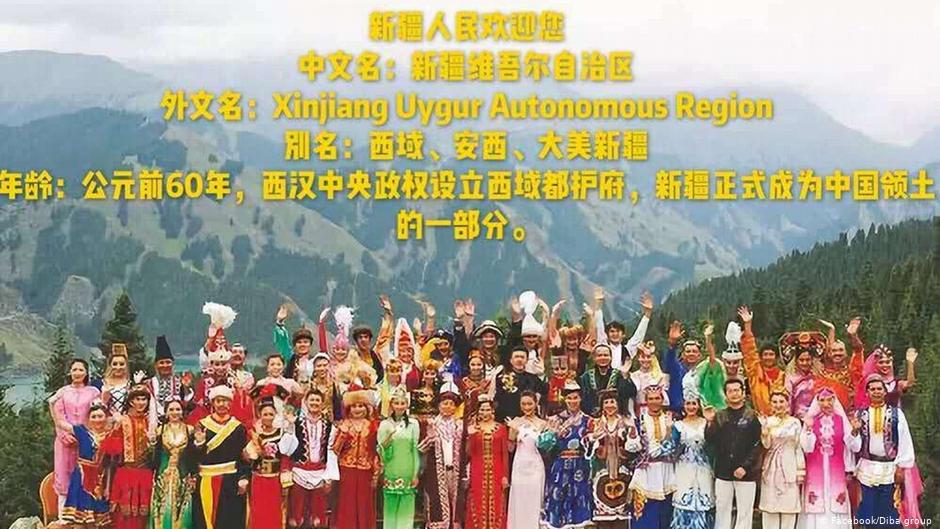 新疆人民欢迎您
中文名：新疆维吾尔自治区
外文名：Xinjiang Uygur Autonomous Region
别名：西域、安西、大美新疆
年龄：公元前60年，西汉中央政权设立西域都护府，新疆正式成为中国领土
的一部分。
Facebook/Diba group